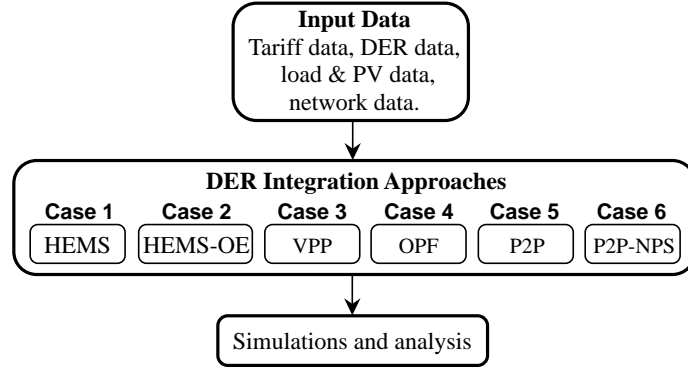 Input Data
Tariff data, DER data,
load & PV data,
network data.
DER Integration Approaches
Case 1 Case 2 Case 3 Case 4 Case 5 Case 6
HEMS HEMS-OE VPP OPF P2P P2P-NPS
Simulations and analysis